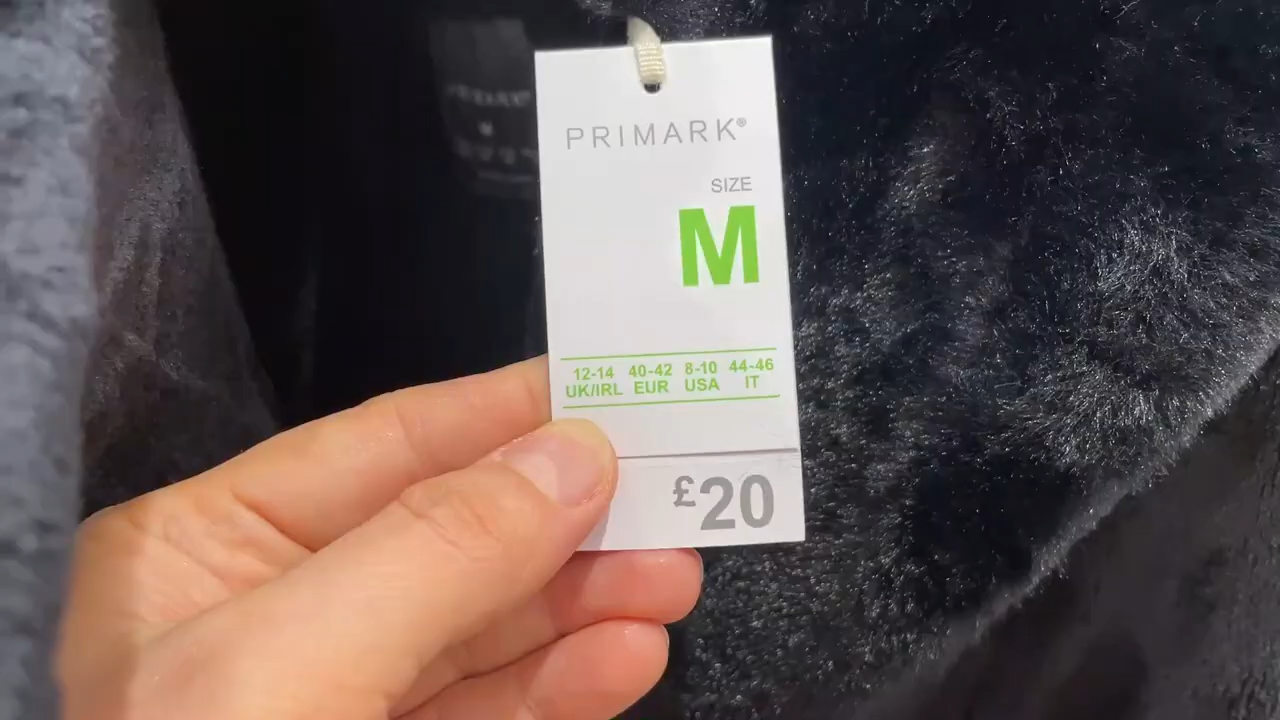 PRIMARK®
SIZE
M
12-14 40-42 8-10 44-46
UK/IRL EUR USA IT
£20